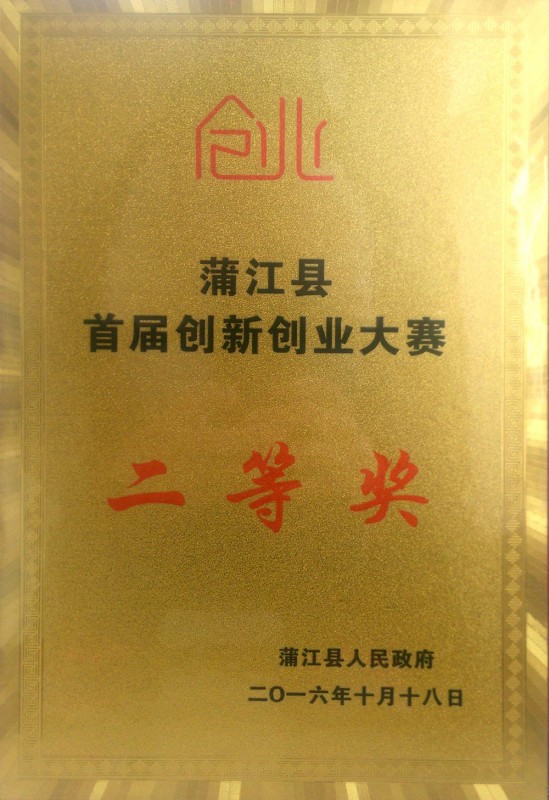 创业
蒲江县
首届创新创业大赛
二等奖
蒲江县人民政府
二〇一六年十月十八日